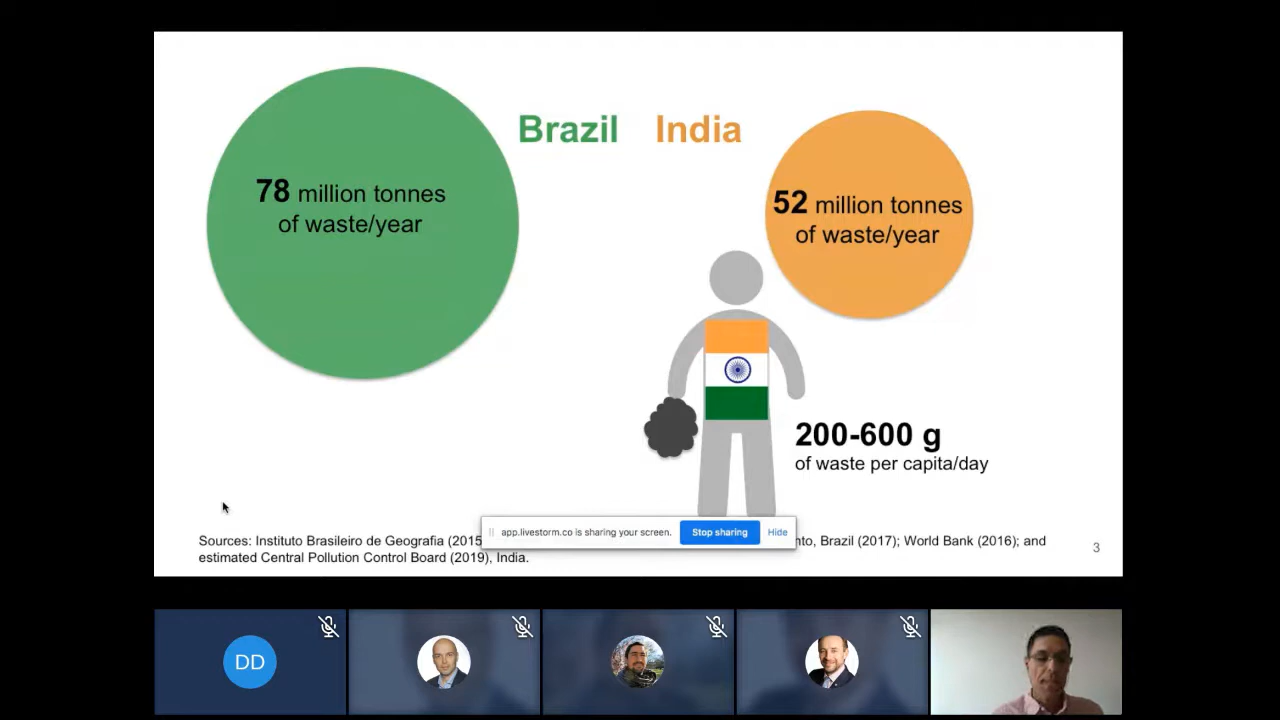 Brazil India
78 million tonnes
of waste/year
52 million tonnes
of waste/year
200-600 g
of waste per capita/day
app.livestorm.co is sharing your screen. Stop sharing Hide
Sources: Instituto Brasileiro de Geografia (2015 , Brazil (2017); World Bank (2016); and
estimated Central Pollution Control Board (2019), India.
3
DD